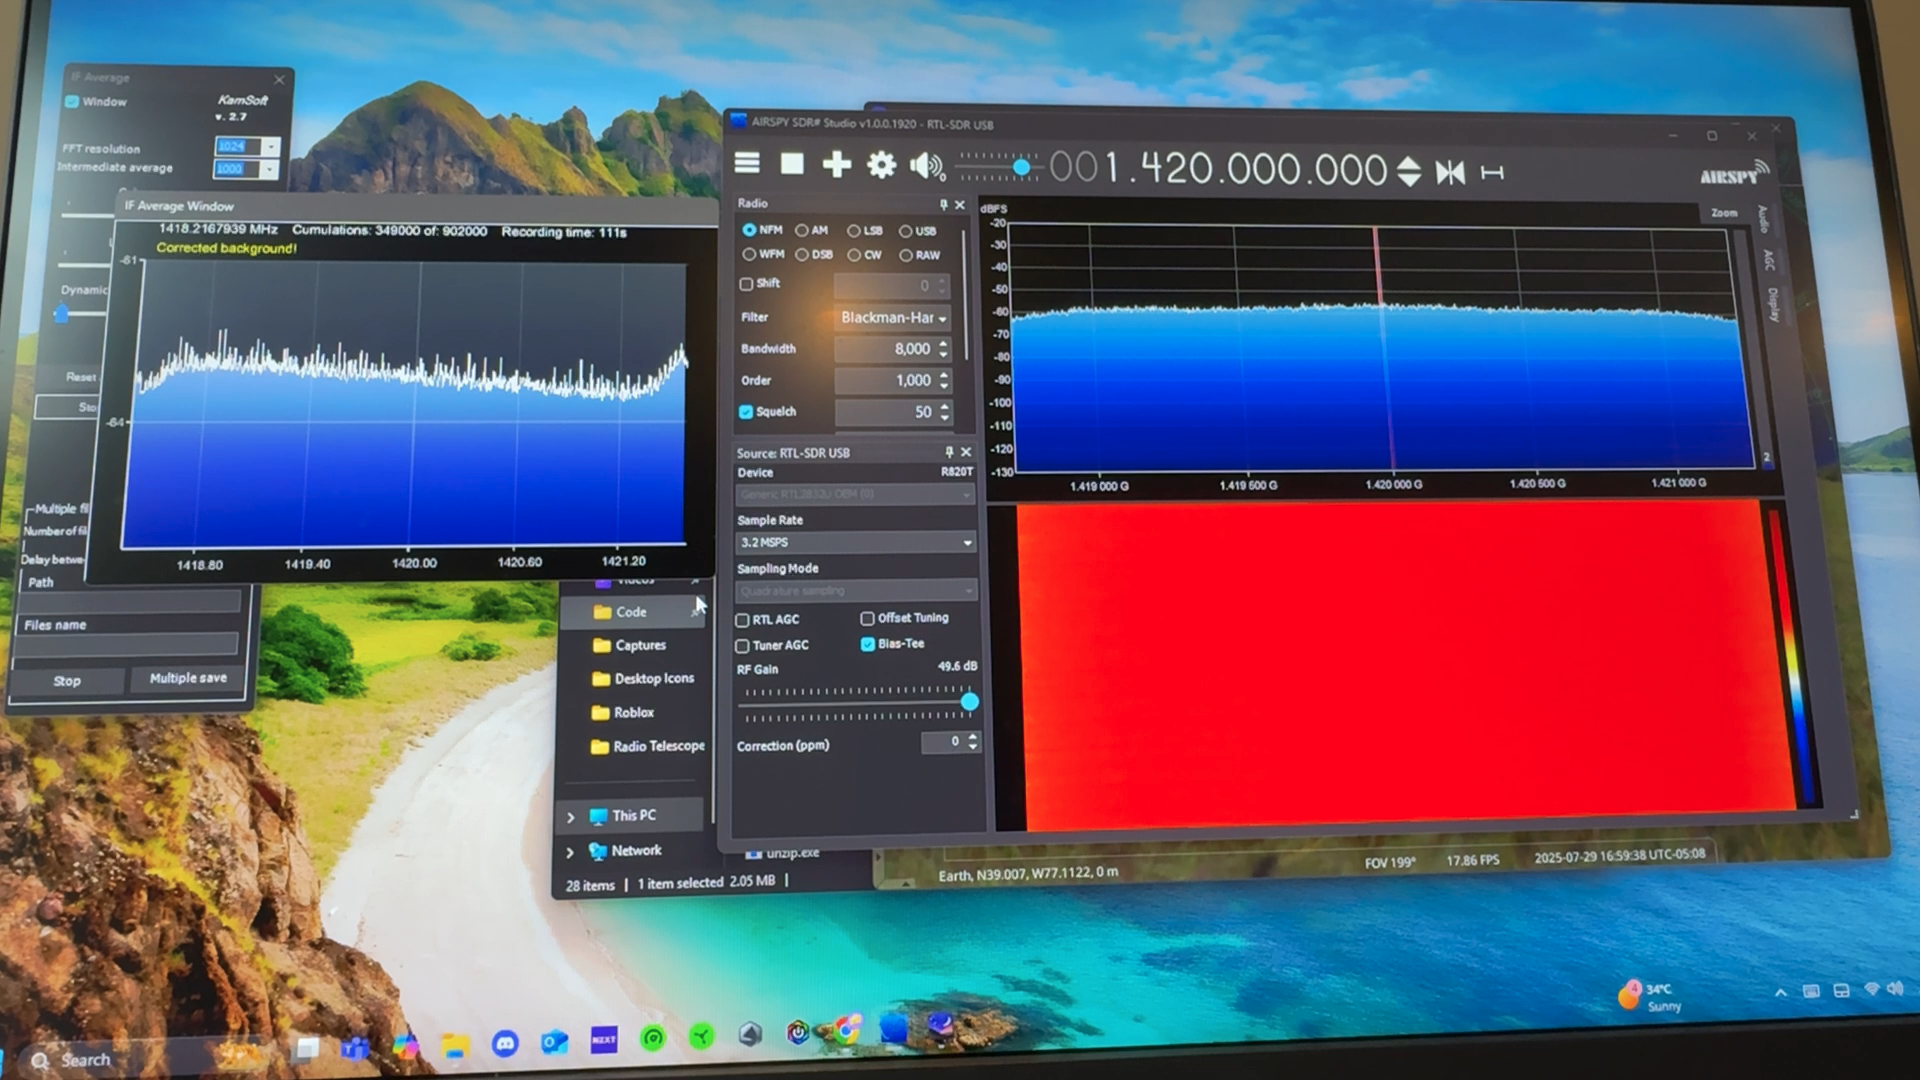 IF Average
Window
KamSoft
v. 2.7
FFT resolution
1024
Intermediate average
1000
Dynamic
Reset
Sto
Multiple fi
Number of fil
Delay betwe
Path
Files name
Stop
Multiple save
IF Average Window
1418.2167939 MHz Cumulations: 349000 of: 902000 Recording time: 111s
Corrected background!
-61
-64
1418.80
1419.40
1420.00
1420.60
1421.20
Videos
Code
Captures
Desktop Icons
Roblox
Radio Telescope
This PC
Network
28 items | 1 item selected 2.05 MB |
unzip.exe
AIRSPY SDR# Studio v1.0.0.1920 - RTL-SDR USB
001.420.000.000
AIRSPY
Radio
NFM
AM
LSB
USB
WFM
DSB
CW
RAW
Shift
0
Filter
Blackman-Har
Bandwidth
8,000
Order
1,000
Squelch
50
Source: RTL-SDR USB
Device
R820T
Generic RTL2832U OEM (0)
Sample Rate
3.2 MSPS
Sampling Mode
Quadrature sampling
RTL AGC
Offset Tuning
Tuner AGC
Bias-Tee
RF Gain
49.6 dB
Correction (ppm)
0
dBFS
-20
-30
-40
-50
-60
-70
-80
-90
-100
-110
-120
-130
1.419 000 G
1.419 500 G
1.420 000 G
1.420 500 G
1.421 000 G
Zoom
2
Audio
AGC
Display
Earth, N39.007, W77.1122, 0 m
FOV 199°
17.86 FPS
2025-07-29 16:59:38 UTC-05:08
Search
NZXT
4
34°C
Sunny